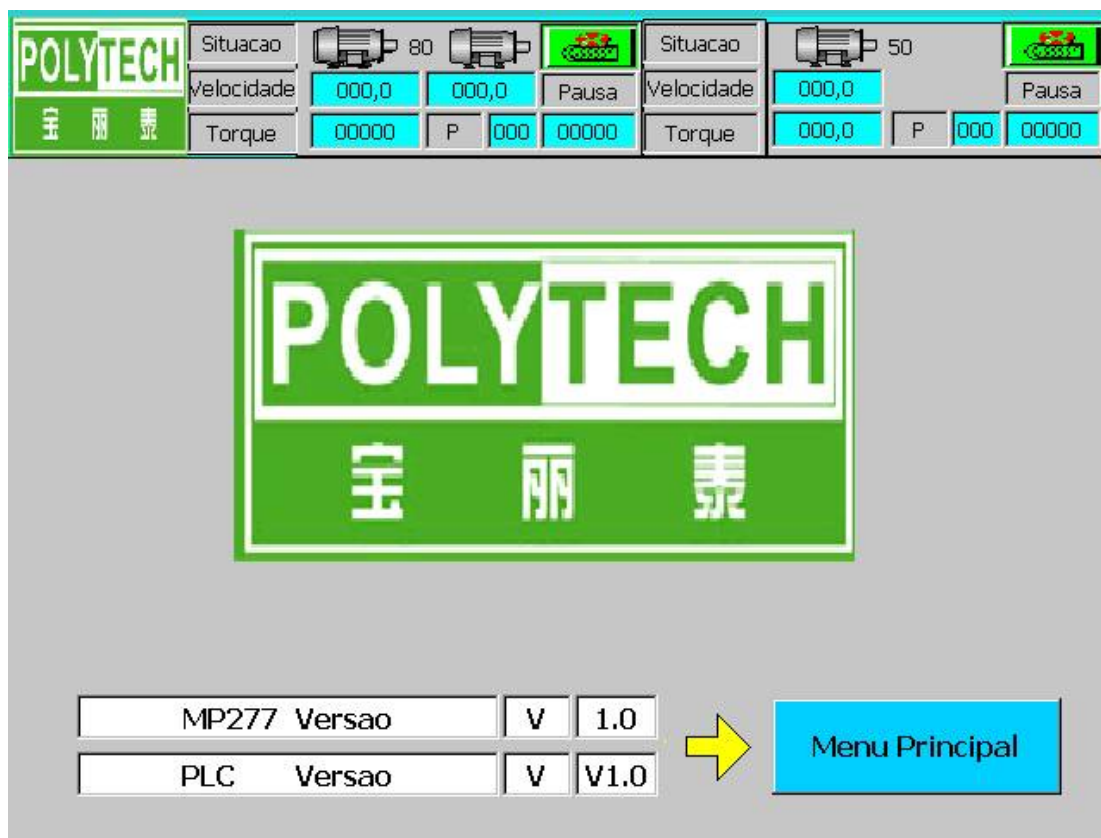 POLYTECH Situacao 80 Situacao 50
Velocidade 000,0 000,0 Pausa Velocidade 000,0 Pausa
宝丽泰 Torque 00000 P 000 00000 Torque 000,0 P 000 00000
POLYTECH
宝丽泰
MP277 Versao V 1.0
PLC Versao V V1.0
Menu Principal